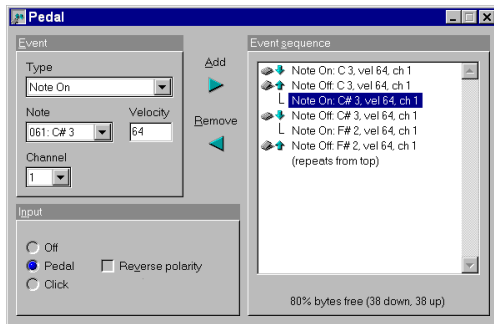 Pedal
Event
Type
Note On
Note
Velocity
061: C# 3
64
Channel
1
Add
Remove
Input
Off
Pedal
Reverse polarity
Click
Event sequence
Note On: C 3, vel 64, ch 1
Note Off: C 3, vel 64, ch 1
Note On: C# 3, vel 64, ch 1
Note Off: C# 3, vel 64, ch 1
Note On: F# 2, vel 64, ch 1
Note Off: F# 2, vel 64, ch 1
(repeats from top)
80% bytes free (38 down, 38 up)